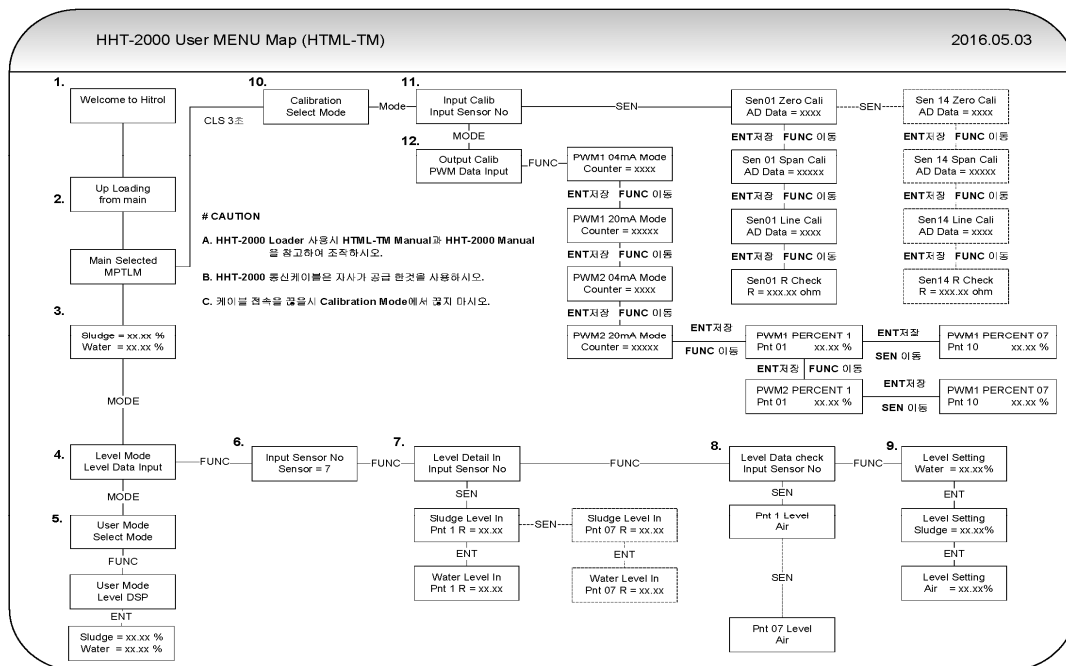 HHT-2000 User MENU Map (HTML-TM)
2016.05.03
1.
Welcome to Hitrol
2.
Up Loading
from main
Main Selected
MPTLM
3.
Sludge = xx.xx %
Water = xx.xx %
MODE
4.
Level Mode
Level Data Input
MODE
5.
User Mode
Select Mode
FUNC
User Mode
Level DSP
ENT
Sludge = xx.xx %
Water = xx.xx %
CLS 3초
10.
Calibration
Select Mode
Mode
11.
Input Calib
Input Sensor No
MODE
12.
Output Calib
PWM Data Input
FUNC
PWM1 04mA Mode
Counter = xxxx
ENT저장 FUNC 이동
PWM1 20mA Mode
Counter = xxxxx
ENT저장 FUNC 이동
PWM2 04mA Mode
Counter = xxxx
ENT저장 FUNC 이동
PWM2 20mA Mode
Counter = xxxxx
SEN
Sen01 Zero Cali
AD Data = xxxx
ENT저장 FUNC 이동
Sen 01 Span Cali
AD Data = xxxxx
ENT저장 FUNC 이동
Sen01 Line Cali
AD Data = xxxx
ENT저장 FUNC 이동
Sen01 R Check
R = xxx.xx ohm
SEN
Sen 14 Zero Cali
AD Data = xxxx
ENT저장 FUNC 이동
Sen 14 Span Cali
AD Data = xxxxx
ENT저장 FUNC 이동
Sen14 Line Cali
AD Data = xxxx
ENT저장 FUNC 이동
Sen14 R Check
R = xxx.xx ohm
# CAUTION
A. HHT-2000 Loader 사용시 HTML-TM Manual과 HHT-2000 Manual
을 참고하여 조작하시오.
B. HHT-2000 통신케이블은 자사가 공급 한것을 사용하시오.
C. 케이블 접속을 끊을시 Calibration Mode에서 끊지 마시오.
ENT저장
FUNC 이동
PWM1 PERCENT 1
Pnt 01 xx.xx %
ENT저장
SEN 이동
PWM1 PERCENT 07
Pnt 10 xx.xx %
ENT저장 FUNC 이동
PWM2 PERCENT 1
Pnt 01 xx.xx %
ENT저장
SEN 이동
PWM1 PERCENT 07
Pnt 10 xx.xx %
FUNC
6.
Input Sensor No
Sensor = 7
FUNC
7.
Level Detail In
Input Sensor No
SEN
Sludge Level In
Pnt 1 R = xx.xx
ENT
Water Level In
Pnt 1 R = xx.xx
SEN
Sludge Level In
Pnt 07 R = xx.xx
ENT
Water Level In
Pnt 07 R = xx.xx
FUNC
8.
Level Data check
Input Sensor No
SEN
Pnt 1 Level
Air
SEN
Pnt 07 Level
Air
FUNC
9.
Level Setting
Water = xx.xx%
ENT
Level Setting
Sludge = xx.xx%
ENT
Level Setting
Air = xx.xx%